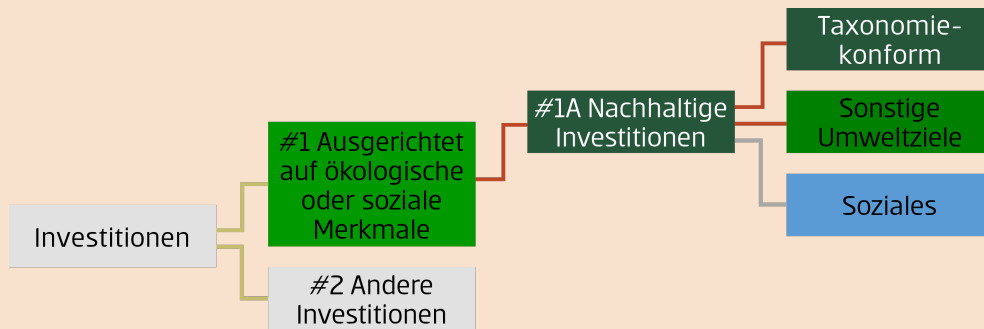 Taxonomie-
konform
#1A Nachhaltige
Investitionen
Sonstige
Umweltziele
#1 Ausgerichtet
auf ökologische
oder soziale
Merkmale
Soziales
Investitionen
#2 Andere
Investitionen